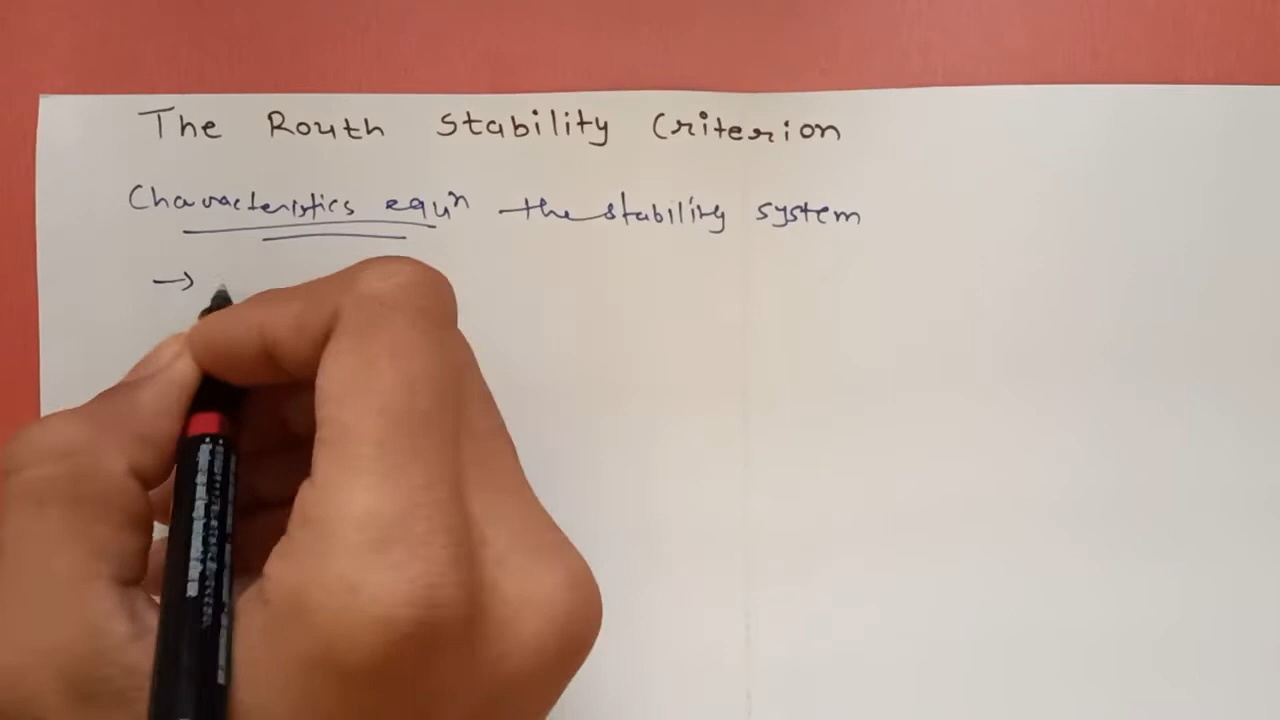 The Routh Stability Criterion
Characteristics equⁿ the stability system
→